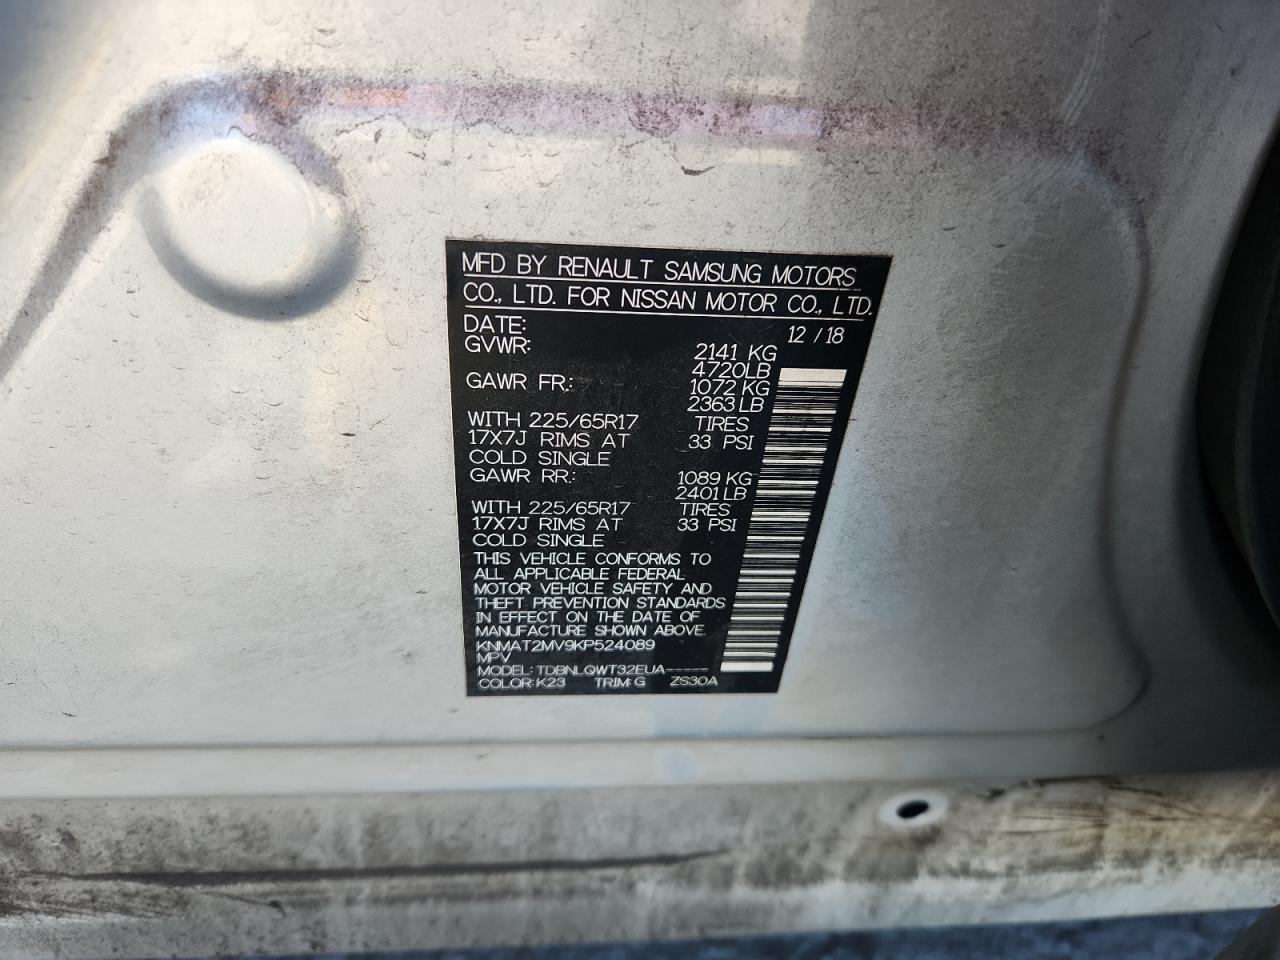 MFD BY RENAULT SAMSUNG MOTORS
CO., LTD. FOR NISSAN MOTOR CO., LTD.
DATE: 12 / 18
GVWR: 2141 KG
4720LB
GAWR FR.: 1072 KG
2363LB
WITH 225/65R17 TIRES
17X7J RIMS AT 33 PSI
COLD SINGLE
GAWR RR.: 1089 KG
2401LB
WITH 225/65R17 TIRES
17X7J RIMS AT 33 PSI
COLD SINGLE
THIS VEHICLE CONFORMS TO
ALL APPLICABLE FEDERAL
MOTOR VEHICLE SAFETY AND
THEFT PREVENTION STANDARDS
IN EFFECT ON THE DATE OF
MANUFACTURE SHOWN ABOVE.
KNMAT2MV9KP524089
MPV
MODEL: TDBNLQWT32EUA-----
COLOR: K23 TRIM: G ZS30A